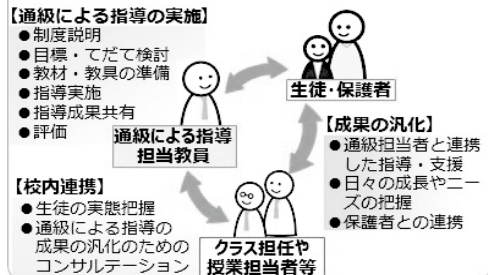 【通級による指導の実施】
●制度説明
●目標・てだて検討
●教材・教具の準備
●指導実施
●指導成果共有
●評価
生徒・保護者
通級による指導
担当教員
【成果の汎化】
●通級担当者と連携
した指導・支援
●日々の成長やニー
ズの把握
●保護者との連携
【校内連携】
●生徒の実態把握
●通級による指導の
成果の汎化のための
コンサルテーション
クラス担任や
授業担当者等